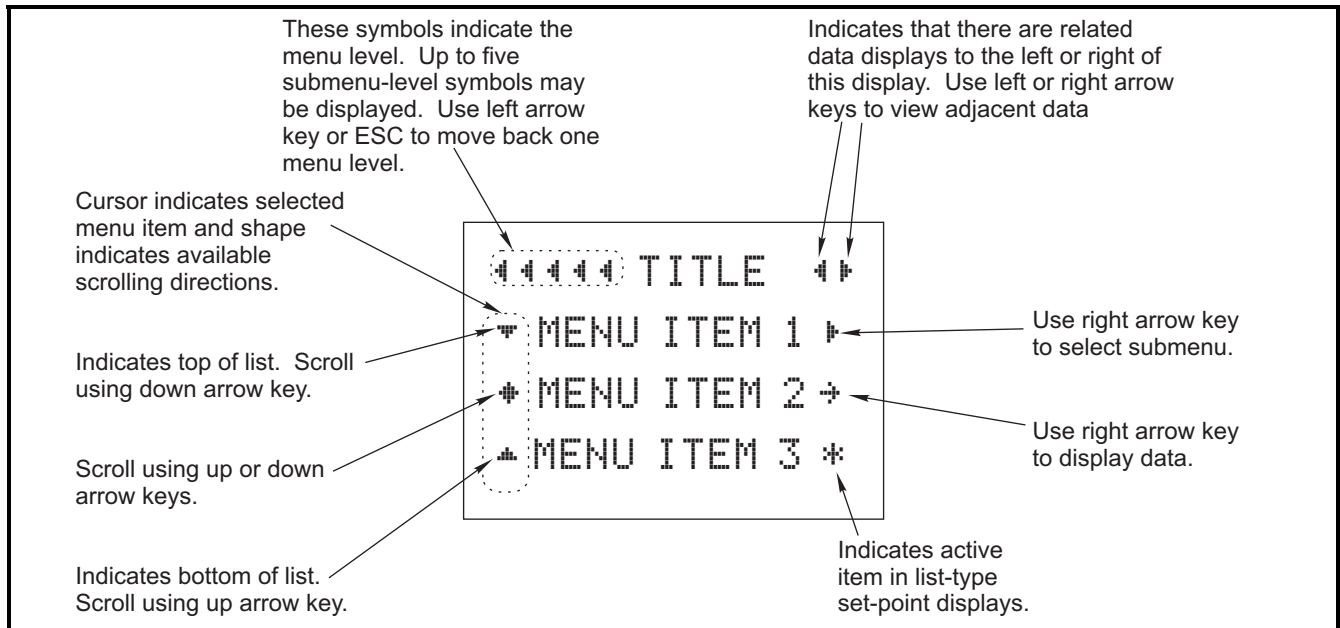 These symbols indicate the
menu level.  Up to five
submenu-level symbols may
be displayed.  Use left arrow
key or ESC to move back one
menu level.
Indicates that there are related
data displays to the left or right of
this display.  Use left or right arrow
keys to view adjacent data
Cursor indicates selected
menu item and shape
indicates available
scrolling directions.
Indicates top of list.  Scroll
using down arrow key.
Scroll using up or down
arrow keys.
Indicates bottom of list.
Scroll using up arrow key.
TITLE
MENU ITEM 1
MENU ITEM 2 →
MENU ITEM 3 *
Use right arrow key
to select submenu.
Use right arrow key
to display data.
Indicates active
item in list-type
set-point displays.